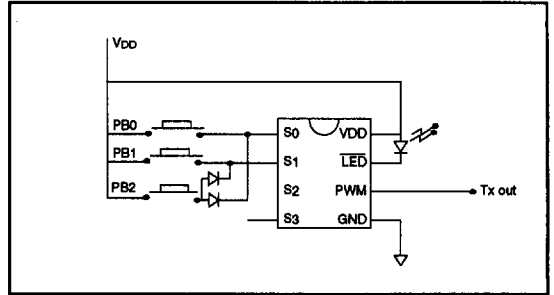 VDD
PB0
PB1
PB2
S0 VDD
S1 LED
S2 PWM
S3 GND
Tx out